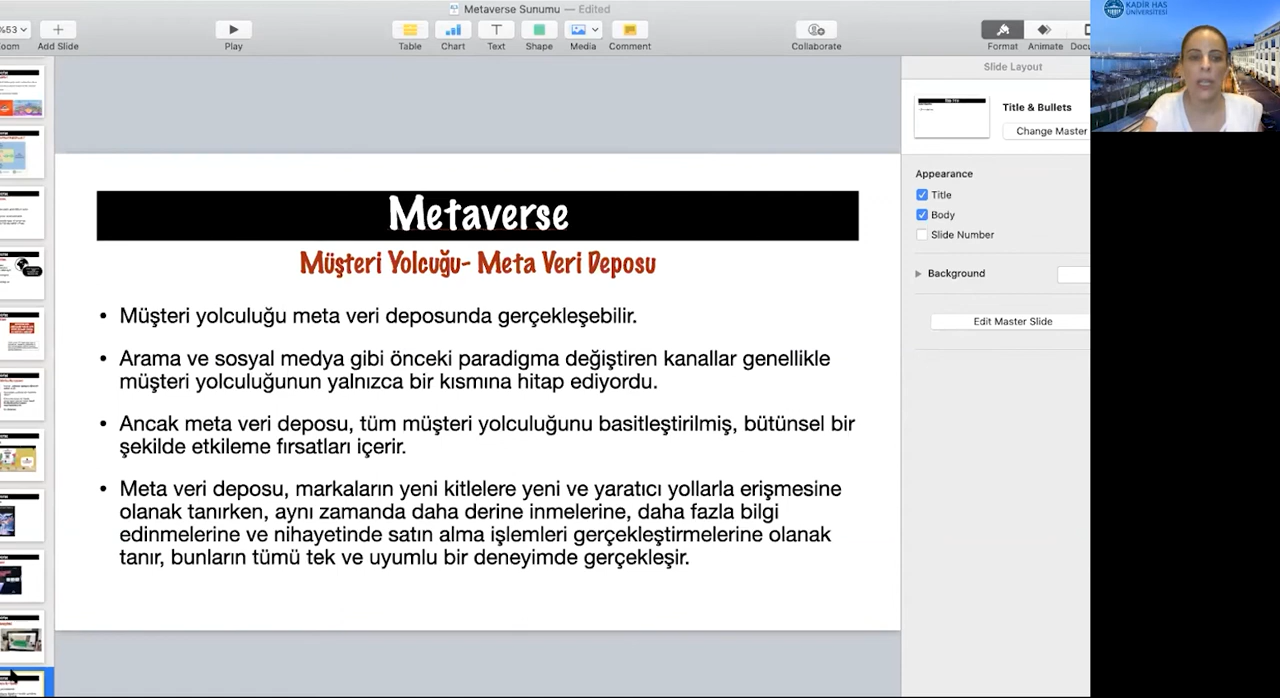 Metaverse Sunumu — Edited
%53
Zoom
Add Slide
Play
Table
Chart
Text
Shape
Media
Comment
Collaborate
Format
Animate
KADİR HAS
ÜNİVERSİTESİ
Slide Layout
Title & Bullets
Change Master
Appearance
Title
Body
Slide Number
Background
Edit Master Slide
Metaverse
Müşteri Yolcuğu- Meta Veri Deposu
• Müşteri yolculuğu meta veri deposunda gerçekleşebilir.
• Arama ve sosyal medya gibi önceki paradigma değiştiren kanallar genellikle
müşteri yolculuğunun yalnızca bir kısmına hitap ediyordu.
• Ancak meta veri deposu, tüm müşteri yolculuğunu basitleştirilmiş, bütünsel bir
şekilde etkileme fırsatları içerir.
• Meta veri deposu, markaların yeni kitlelere yeni ve yaratıcı yollarla erişmesine
olanak tanırken, aynı zamanda daha derine inmelerine, daha fazla bilgi
edinmelerine ve nihayetinde satın alma işlemleri gerçekleştirmelerine olanak
tanır, bunların tümü tek ve uyumlu bir deneyimde gerçekleşir.